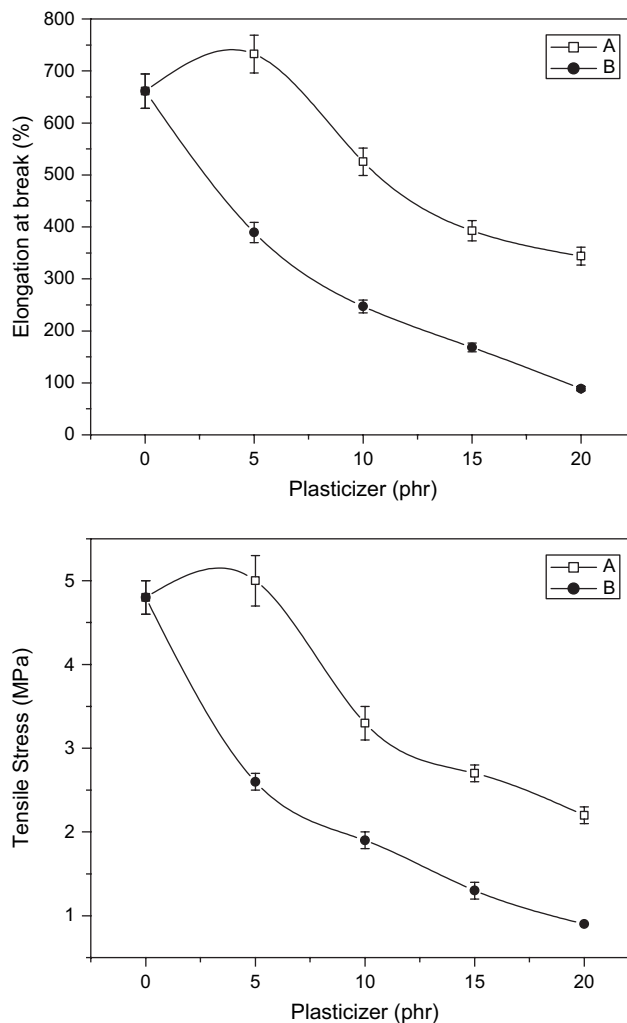 800
700
600
500
400
300
200
100
0
Elongation at break (%)
A
B
0 5 10 15 20
Plasticizer (phr)
5
4
3
2
1
Tensile Stress (MPa)
A
B
0 5 10 15 20
Plasticizer (phr)